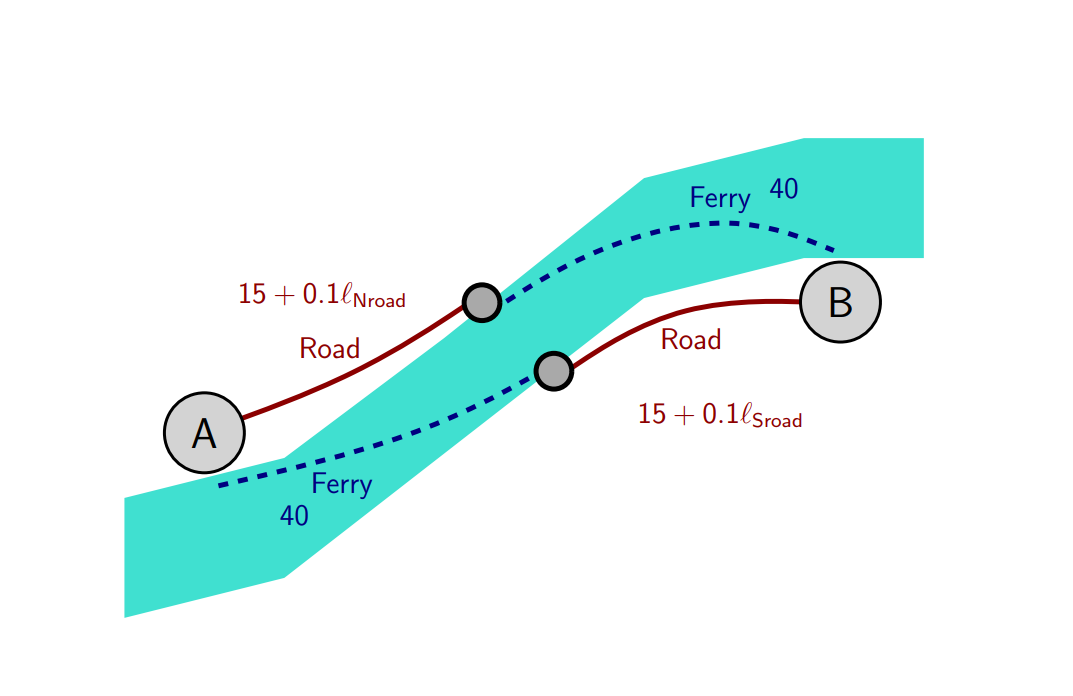 Ferry 40
15 + 0.1ℓNroad
B
Road
Road
15 + 0.1ℓSroad
A
Ferry
40